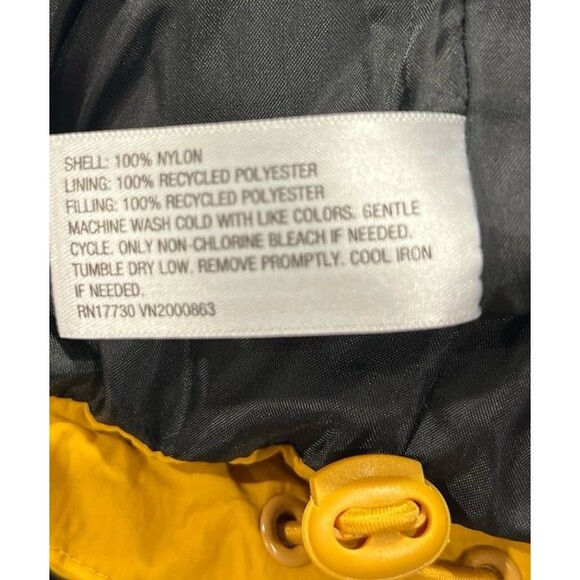 SHELL: 100% NYLON
LINING: 100% RECYCLED POLYESTER
FILLING: 100% RECYCLED POLYESTER
MACHINE WASH COLD WITH LIKE COLORS. GENTLE
CYCLE. ONLY NON-CHLORINE BLEACH IF NEEDED.
TUMBLE DRY LOW. REMOVE PROMPTLY. COOL IRON
IF NEEDED.
RN17730 VN2000863